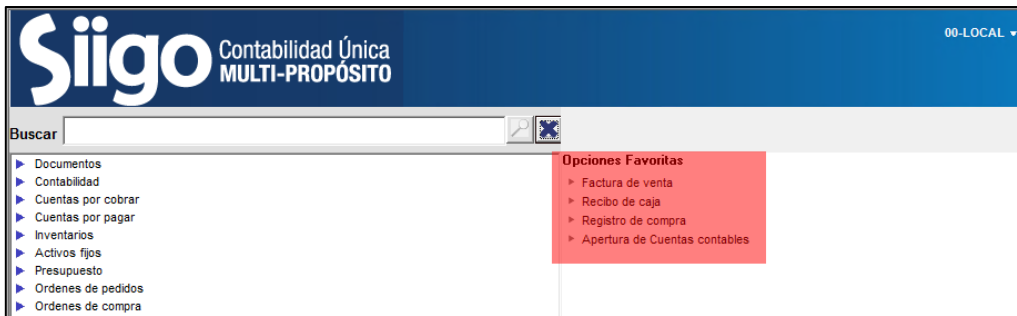 Siigo Contabilidad Única
MULTI-PROPÓSITO
00-LOCAL
Buscar
Documentos
Contabilidad
Cuentas por cobrar
Cuentas por pagar
Inventarios
Activos fijos
Presupuesto
Ordenes de pedidos
Ordenes de compra
Opciones Favoritas
Factura de venta
Recibo de caja
Registro de compra
Apertura de Cuentas contables